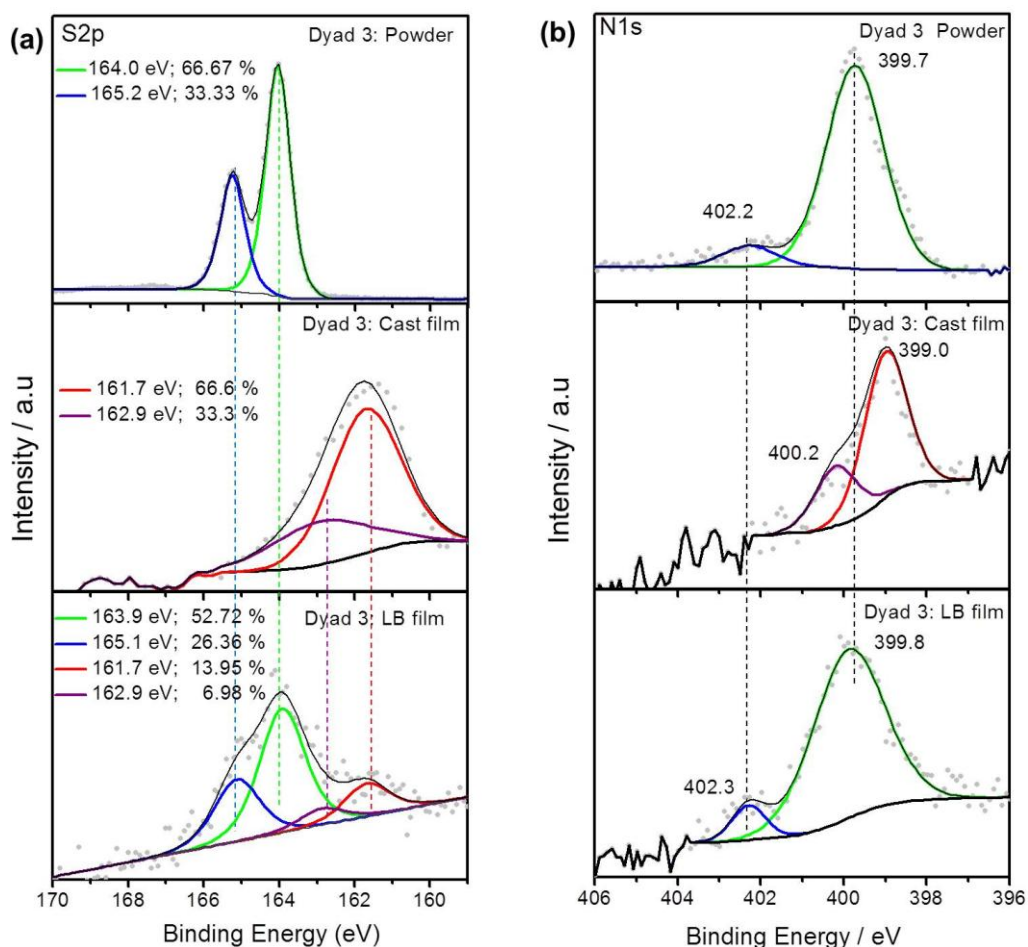 (a)
S2p
Dyad 3: Powder
164.0 eV; 66.67 %
165.2 eV; 33.33 %
Dyad 3: Cast film
161.7 eV; 66.6 %
162.9 eV; 33.3 %
Dyad 3: LB film
163.9 eV; 52.72 %
165.1 eV; 26.36 %
161.7 eV; 13.95 %
162.9 eV; 6.98 %
Intensity / a.u
170 168 166 164 162 160
Binding Energy (eV)
(b)
N1s
Dyad 3 Powder
399.7
402.2
Dyad 3: Cast film
399.0
400.2
Dyad 3: LB film
399.8
402.3
Intensity / a.u
406 404 402 400 398 396
Binding Energy / eV